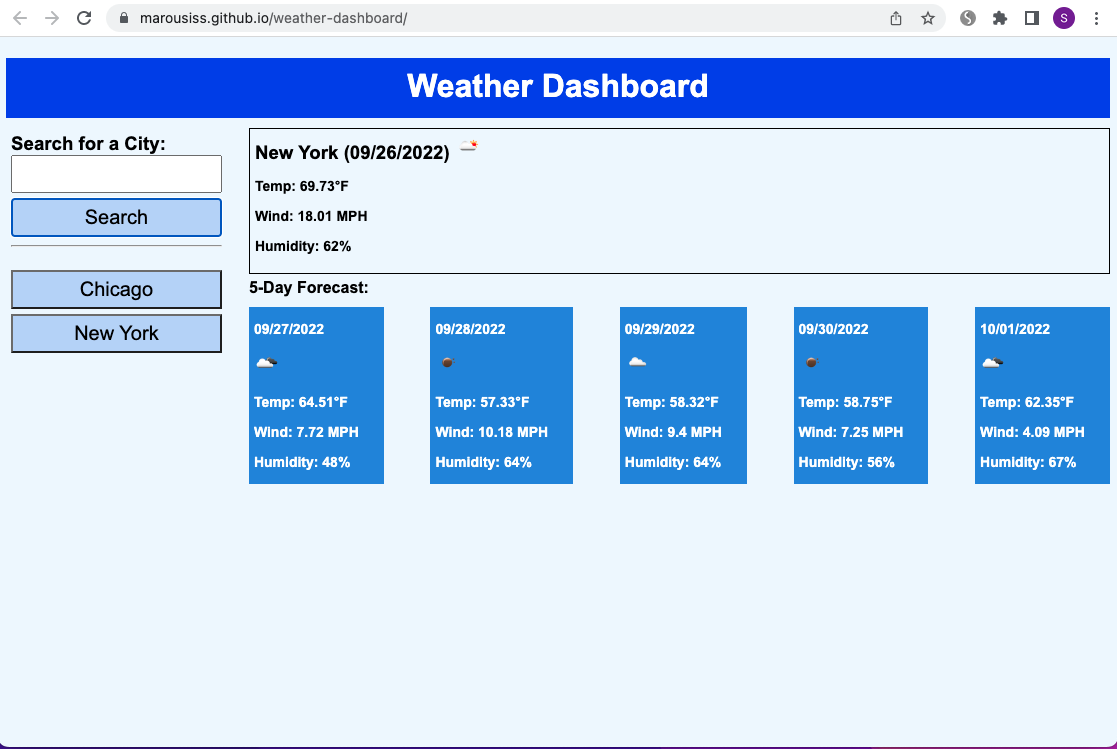 marousiss.github.io/weather-dashboard/
S
Weather Dashboard
Search for a City:
Search
Chicago
New York
New York (09/26/2022)
Temp: 69.73°F
Wind: 18.01 MPH
Humidity: 62%
5-Day Forecast:
09/27/2022
Temp: 64.51°F
Wind: 7.72 MPH
Humidity: 48%
09/28/2022
Temp: 57.33°F
Wind: 10.18 MPH
Humidity: 64%
09/29/2022
Temp: 58.32°F
Wind: 9.4 MPH
Humidity: 64%
09/30/2022
Temp: 58.75°F
Wind: 7.25 MPH
Humidity: 56%
10/01/2022
Temp: 62.35°F
Wind: 4.09 MPH
Humidity: 67%